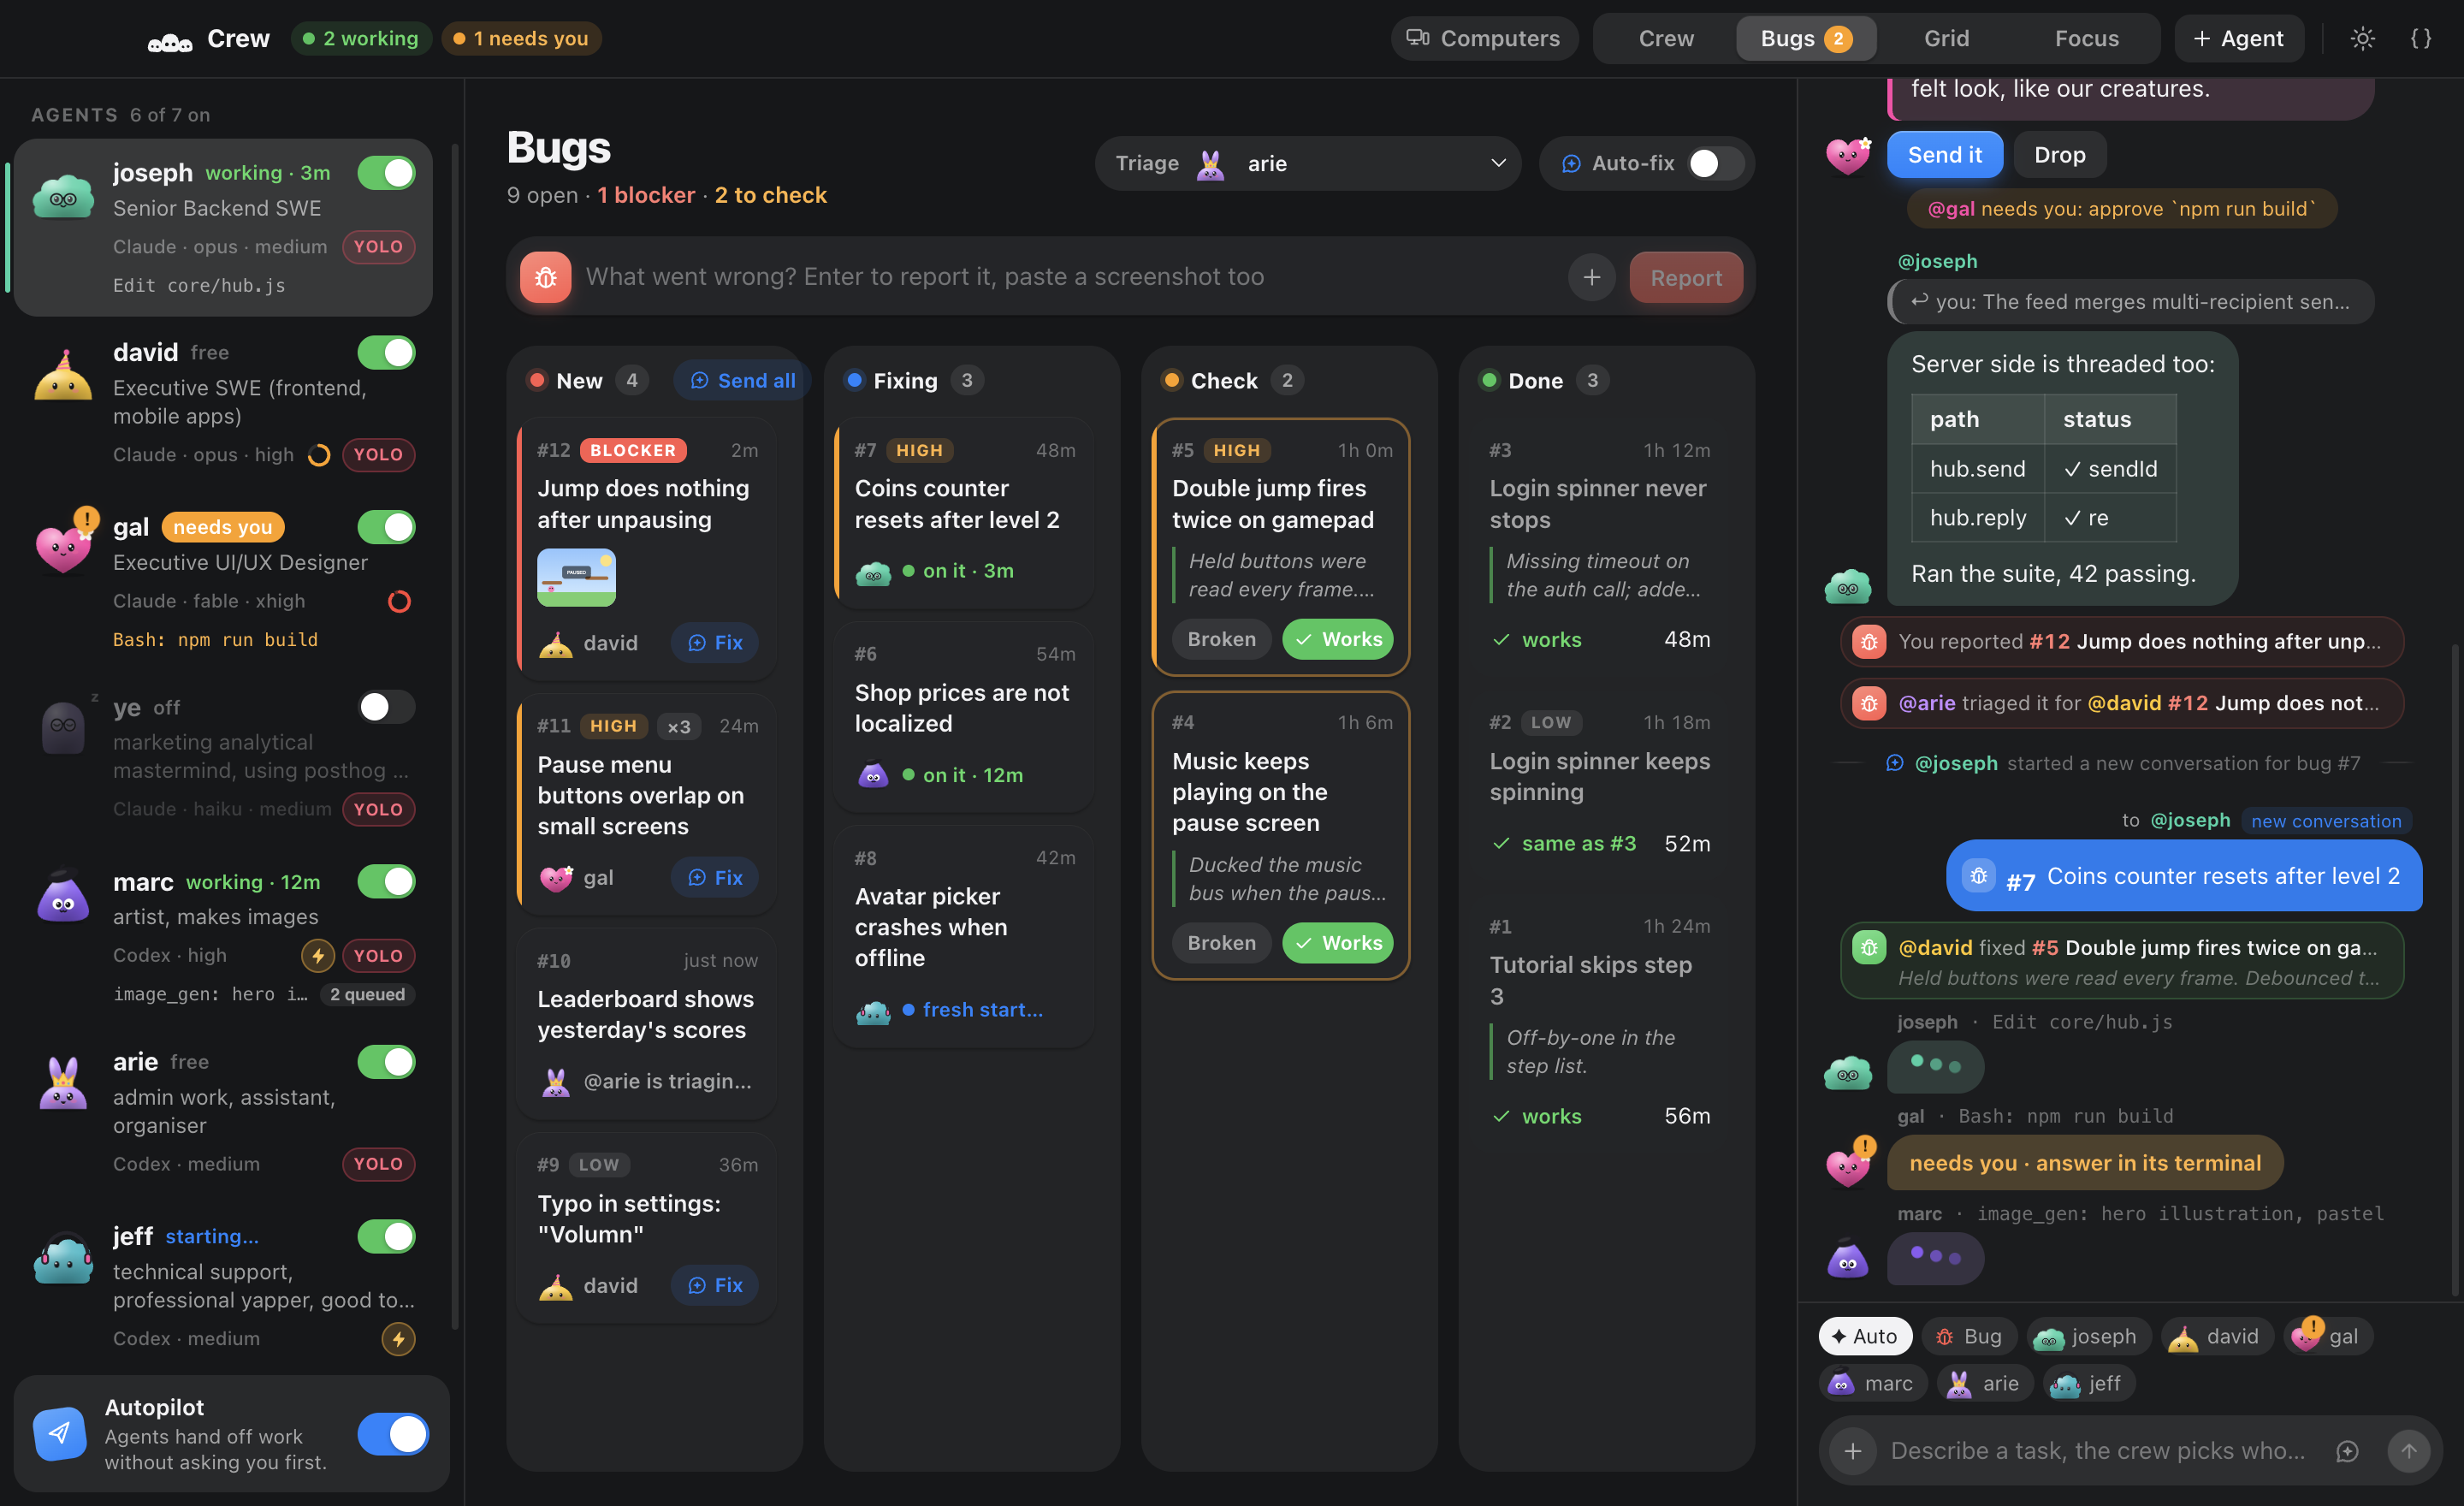 Crew
2 working
1 needs you
Computers
Crew
Bugs 2
Grid
Focus
+ Agent
{ }
AGENTS 6 of 7 on
joseph working · 3m
Senior Backend SWE
Claude · opus · medium YOLO
Edit core/hub.js
david free
Executive SWE (frontend,
mobile apps)
Claude · opus · high YOLO
gal needs you
Executive UI/UX Designer
Claude · fable · xhigh
Bash: npm run build
ye off
marketing analytical
mastermind, using posthog ...
Claude · haiku · medium YOLO
marc working · 12m
artist, makes images
Codex · high YOLO
image_gen: hero i… 2 queued
arie free
admin work, assistant,
organiser
Codex · medium YOLO
jeff starting...
technical support,
professional yapper, good to...
Codex · medium
Autopilot
Agents hand off work
without asking you first.
Bugs
9 open · 1 blocker · 2 to check
Triage arie
Auto-fix
What went wrong? Enter to report it, paste a screenshot too
Report
New 4 Send all
#12 BLOCKER 2m
Jump does nothing
after unpausing
PAUSED
david Fix
#11 HIGH ×3 24m
Pause menu
buttons overlap on
small screens
gal Fix
#10 just now
Leaderboard shows
yesterday's scores
@arie is triagin...
#9 LOW 36m
Typo in settings:
"Volumn"
david Fix
Fixing 3
#7 HIGH 48m
Coins counter
resets after level 2
on it · 3m
#6 54m
Shop prices are not
localized
on it · 12m
#8 42m
Avatar picker
crashes when
offline
fresh start...
Check 2
#5 HIGH 1h 0m
Double jump fires
twice on gamepad
Held buttons were
read every frame....
Broken Works
#4 1h 6m
Music keeps
playing on the
pause screen
Ducked the music
bus when the paus...
Broken Works
Done 3
#3 1h 12m
Login spinner never
stops
Missing timeout on
the auth call; adde...
works 48m
#2 LOW 1h 18m
Login spinner keeps
spinning
same as #3 52m
#1 1h 24m
Tutorial skips step
3
Off-by-one in the
step list.
works 56m
felt look, like our creatures.
Send it Drop
@gal needs you: approve `npm run build`
@joseph
you: The feed merges multi-recipient sen...
Server side is threaded too:
path status
hub.send ✓ sendId
hub.reply ✓ re
Ran the suite, 42 passing.
You reported #12 Jump does nothing after unp...
@arie triaged it for @david #12 Jump does not...
@joseph started a new conversation for bug #7
to @joseph new conversation
#7 Coins counter resets after level 2
@david fixed #5 Double jump fires twice on ga...
Held buttons were read every frame. Debounced t...
joseph · Edit core/hub.js
gal · Bash: npm run build
needs you · answer in its terminal
marc · image_gen: hero illustration, pastel
Auto Bug joseph david gal
marc arie jeff
Describe a task, the crew picks who...